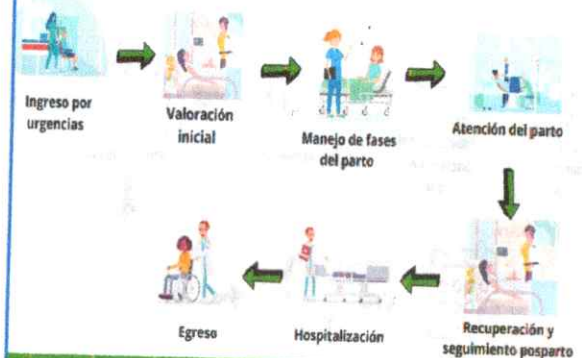 Ingreso por
urgencias
Valoración
inicial
Manejo de fases
del parto
Atención del parto
Recuperación y
seguimiento posparto
Hospitalización
Egreso